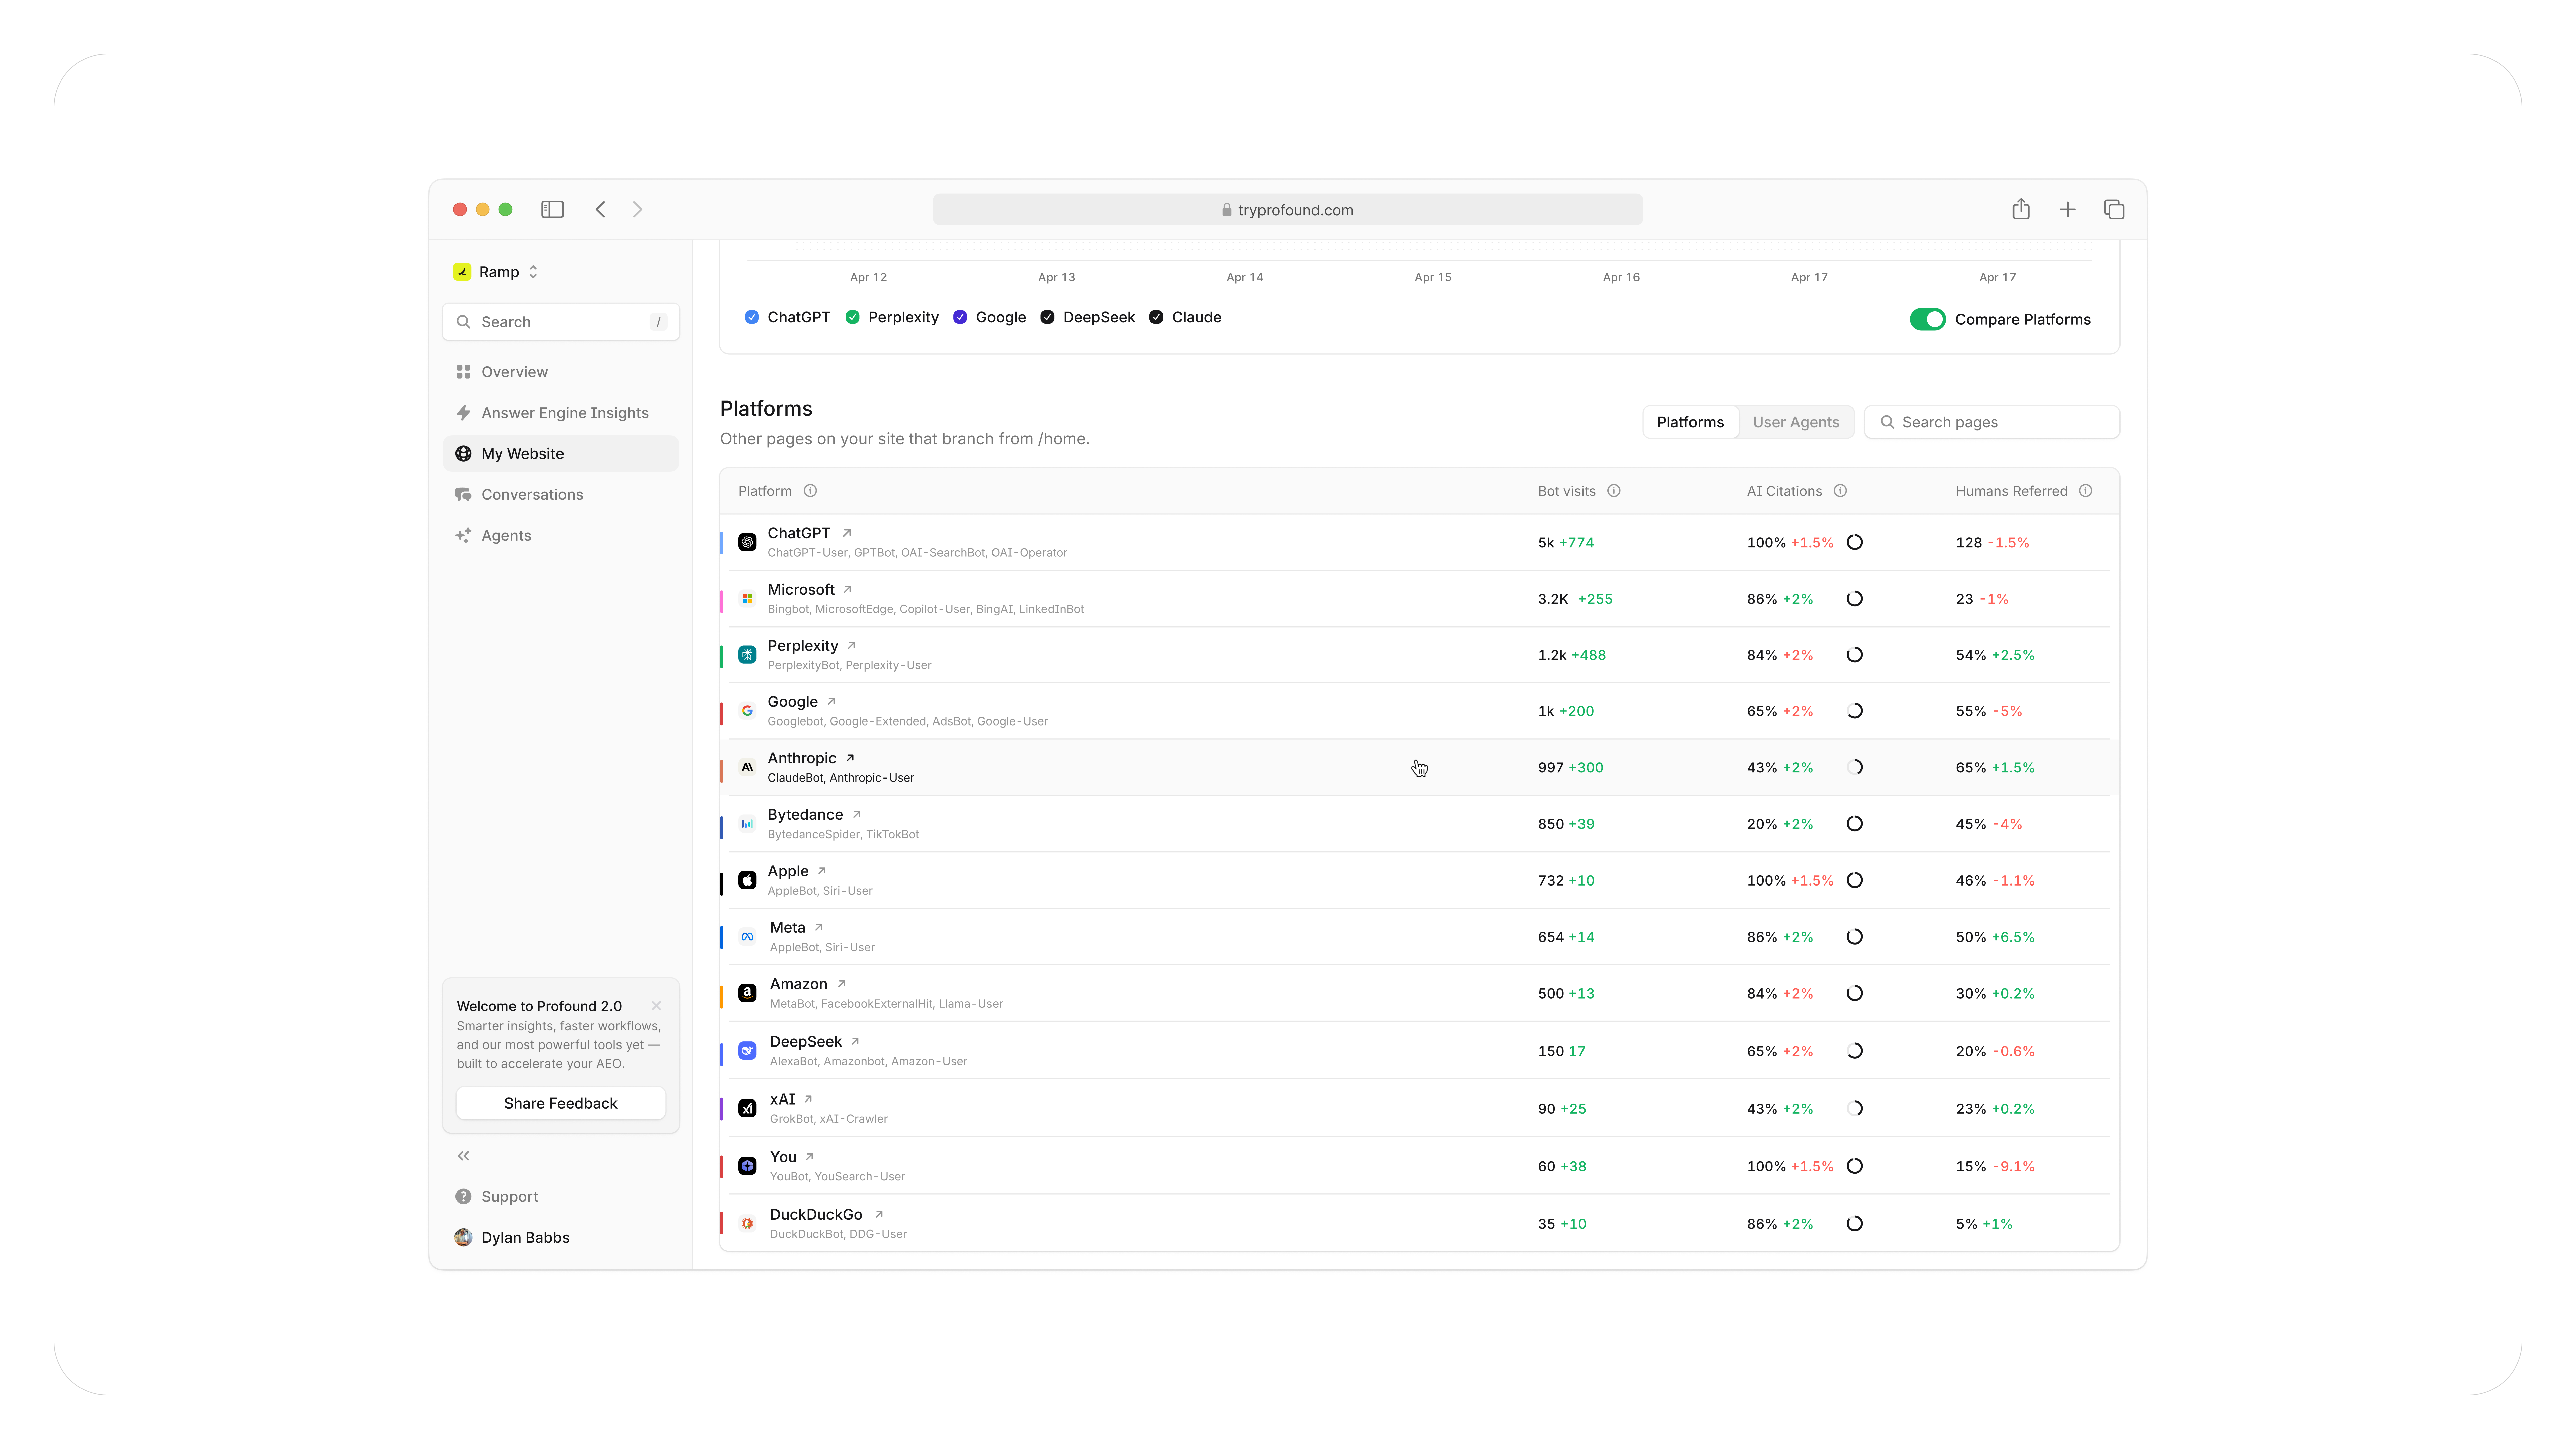 tryprofound.com
Ramp
Search /
Overview
Answer Engine Insights
My Website
Conversations
Agents
Welcome to Profound 2.0
Smarter insights, faster workflows,
and our most powerful tools yet —
built to accelerate your AEO.
Share Feedback
Support
Dylan Babbs
Apr 12 Apr 13 Apr 14 Apr 15 Apr 16 Apr 17 Apr 17
ChatGPT Perplexity Google DeepSeek Claude Compare Platforms
Platforms
Other pages on your site that branch from /home.
Platforms User Agents Search pages
Platform Bot visits AI Citations Humans Referred
ChatGPT
ChatGPT-User, GPTBot, OAI-SearchBot, OAI-Operator
5k +774 100% +1.5% 128 -1.5%
Microsoft
Bingbot, MicrosoftEdge, Copilot-User, BingAI, LinkedInBot
3.2K +255 86% +2% 23 -1%
Perplexity
PerplexityBot, Perplexity-User
1.2k +488 84% +2% 54% +2.5%
Google
Googlebot, Google-Extended, AdsBot, Google-User
1k +200 65% +2% 55% -5%
Anthropic
ClaudeBot, Anthropic-User
997 +300 43% +2% 65% +1.5%
Bytedance
BytedanceSpider, TikTokBot
850 +39 20% +2% 45% -4%
Apple
AppleBot, Siri-User
732 +10 100% +1.5% 46% -1.1%
Meta
AppleBot, Siri-User
654 +14 86% +2% 50% +6.5%
Amazon
MetaBot, FacebookExternalHit, Llama-User
500 +13 84% +2% 30% +0.2%
DeepSeek
AlexaBot, Amazonbot, Amazon-User
150 17 65% +2% 20% -0.6%
xAI
GrokBot, xAI-Crawler
90 +25 43% +2% 23% +0.2%
You
YouBot, YouSearch-User
60 +38 100% +1.5% 15% -9.1%
DuckDuckGo
DuckDuckBot, DDG-User
35 +10 86% +2% 5% +1%